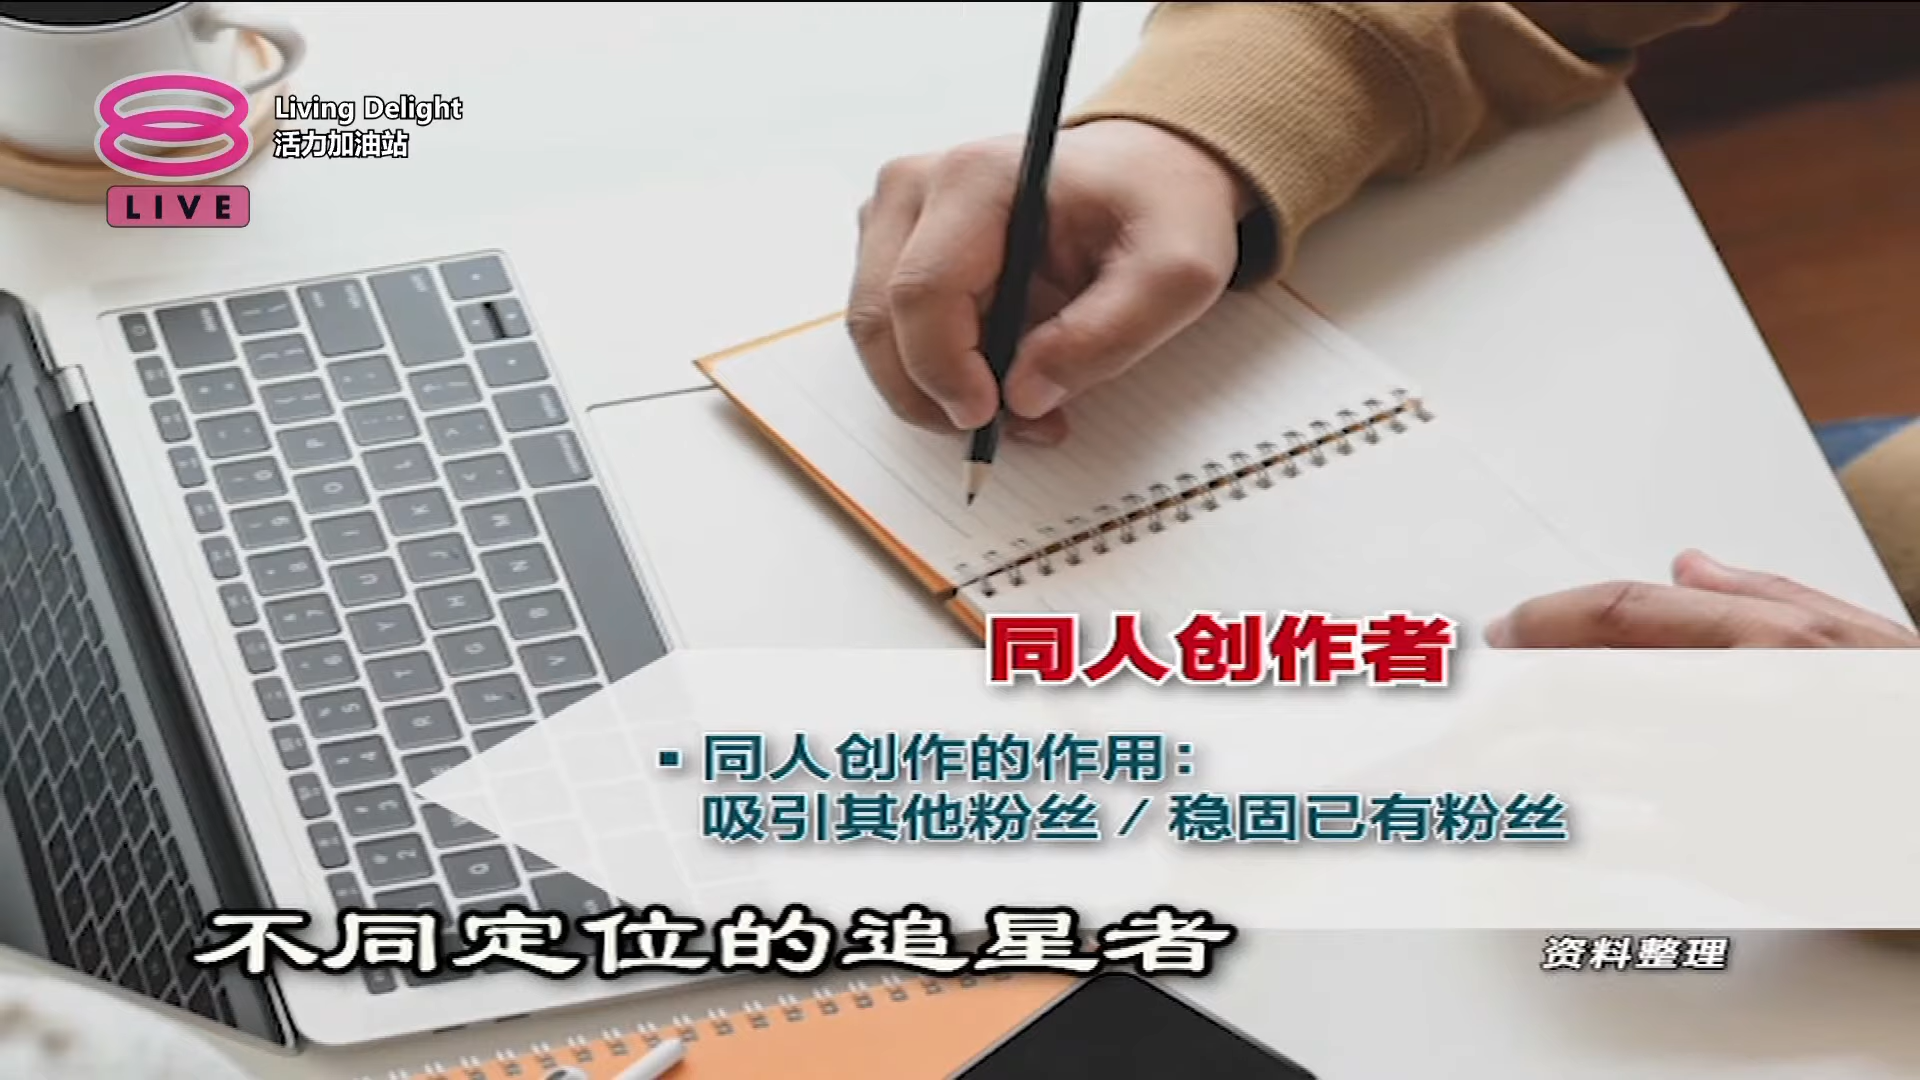 Living Delight
活力加油站
LIVE
同人创作者
▪ 同人创作的作用：
吸引其他粉丝 / 稳固已有粉丝
不同定位的追星者
资料整理